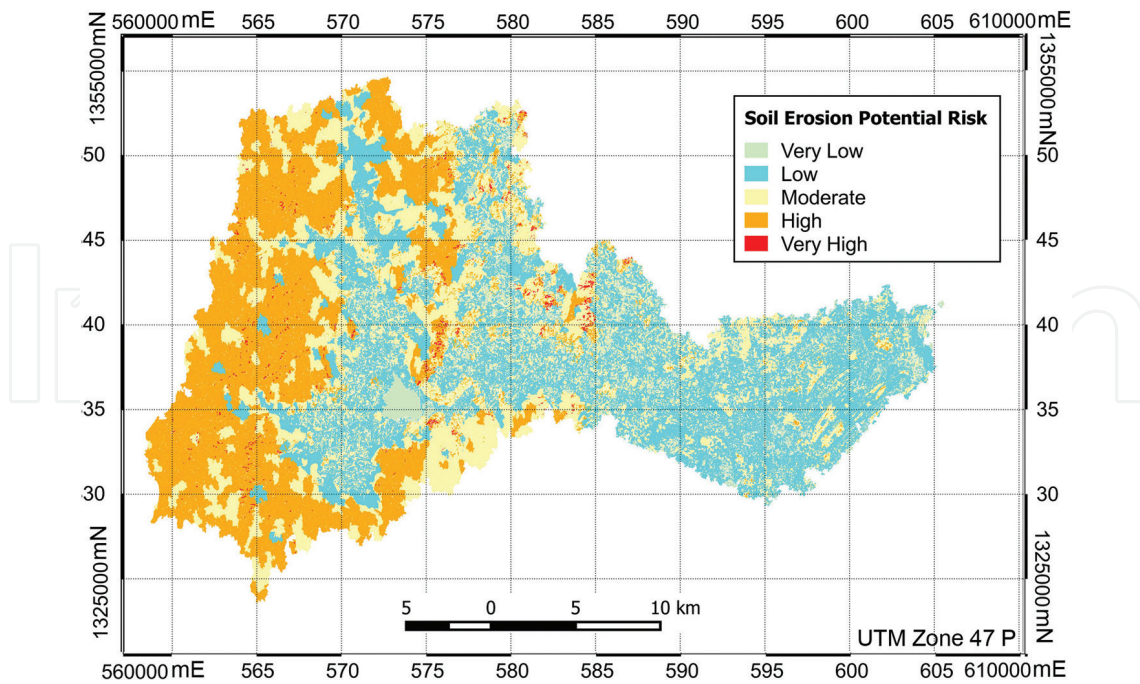 560000mE 565 570 575 580 585 590 595 600 605 610000mE
1355000mN
1355000mN
Soil Erosion Potential Risk
Very Low
Low
Moderate
High
Very High
50 50
45 45
40 40
35 35
30 30
1325000mN
1325000mN
5 0 5 10 km
UTM Zone 47 P
560000mE 565 570 575 580 585 590 595 600 605 610000mE